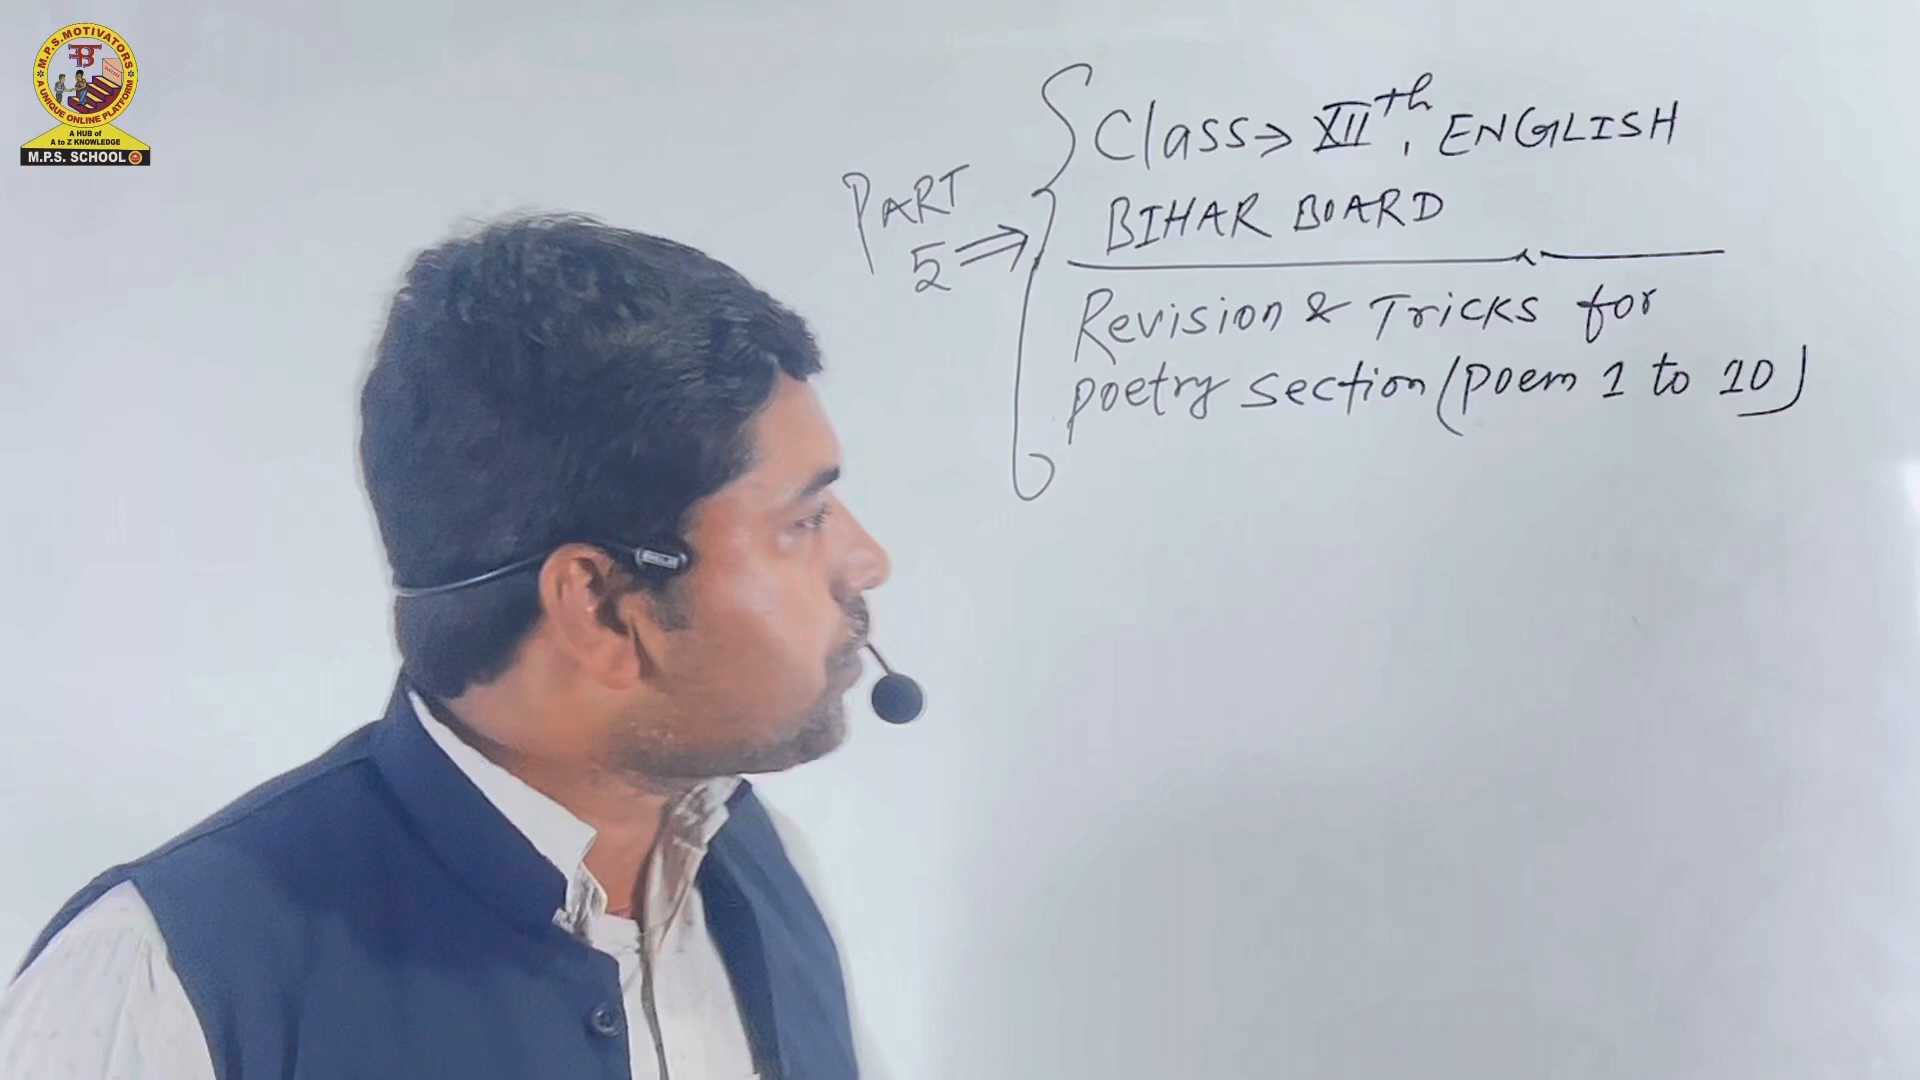 M.P.S.MOTIVATORS
A UNIQUE ONLINE PLATFORM
A HUB of
A to Z KNOWLEDGE
M.P.S. SCHOOL
PART
5 ⇒
Class ⇒ XIIth, ENGLISH
BIHAR BOARD
Revision & Tricks for
poetry section (poem 1 to 10)